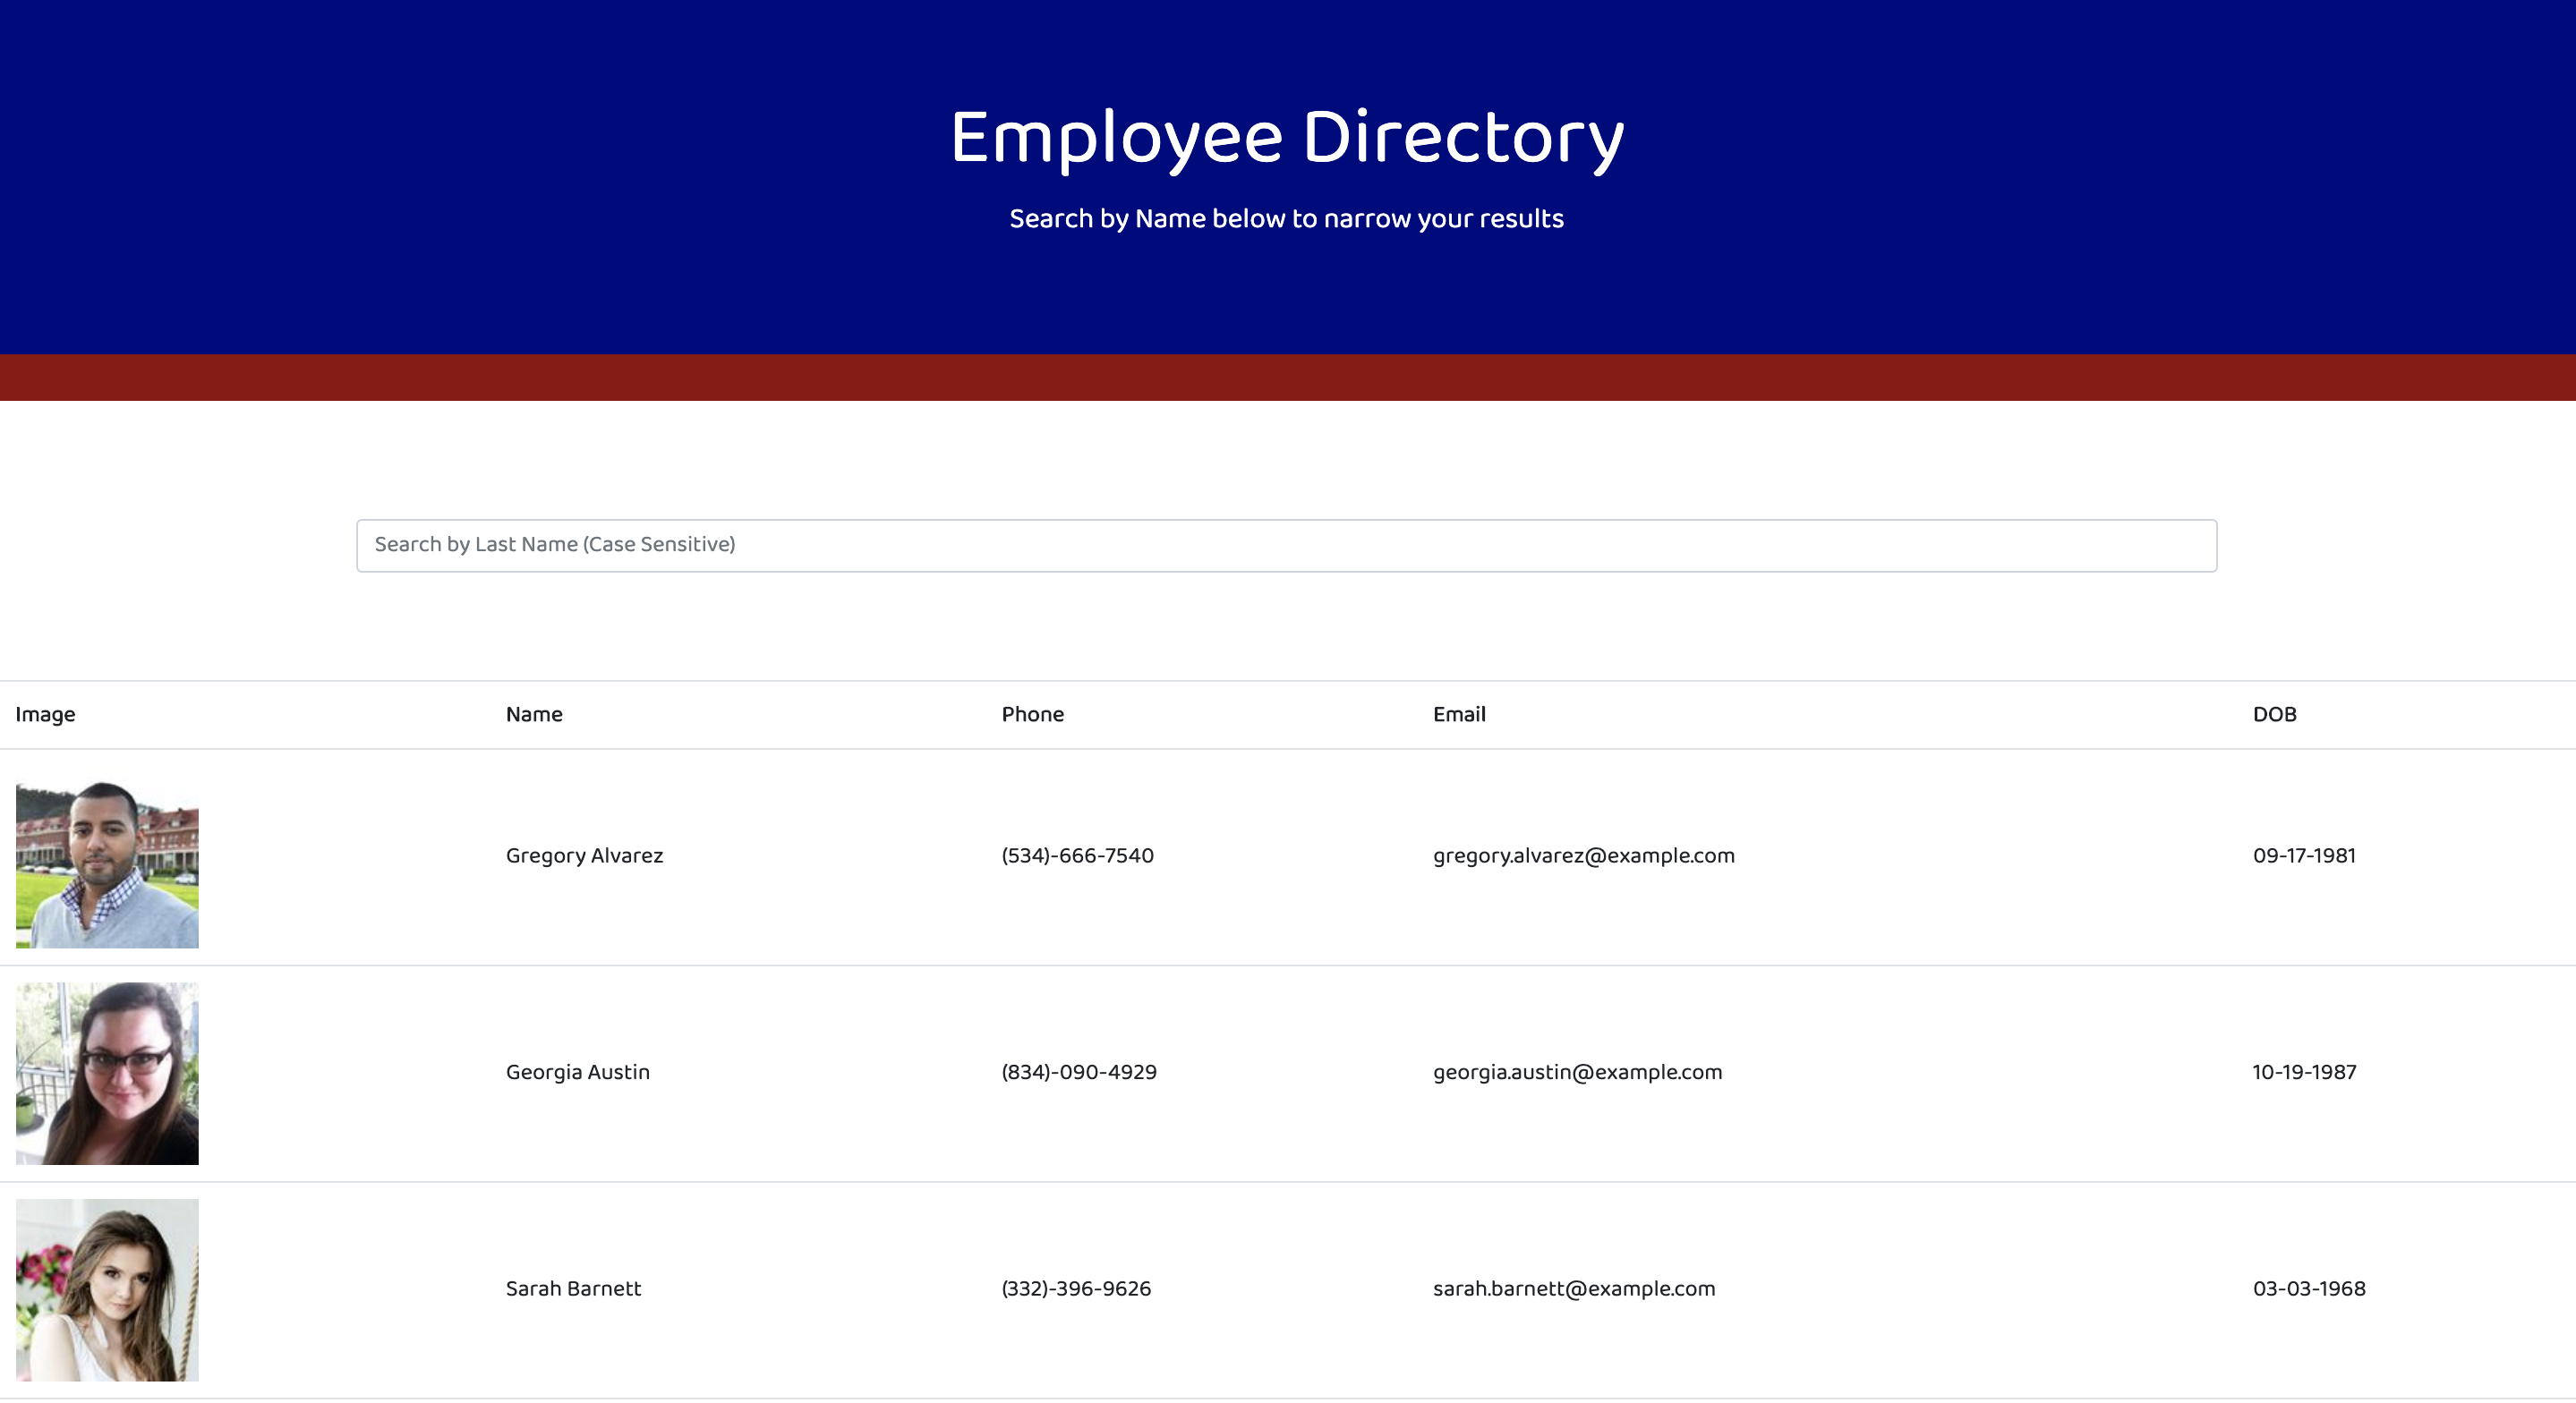 Employee Directory
Search by Name below to narrow your results
Search by Last Name (Case Sensitive)
Image Name Phone Email DOB
Gregory Alvarez (534)-666-7540 gregory.alvarez@example.com 09-17-1981
Georgia Austin (834)-090-4929 georgia.austin@example.com 10-19-1987
Sarah Barnett (332)-396-9626 sarah.barnett@example.com 03-03-1968